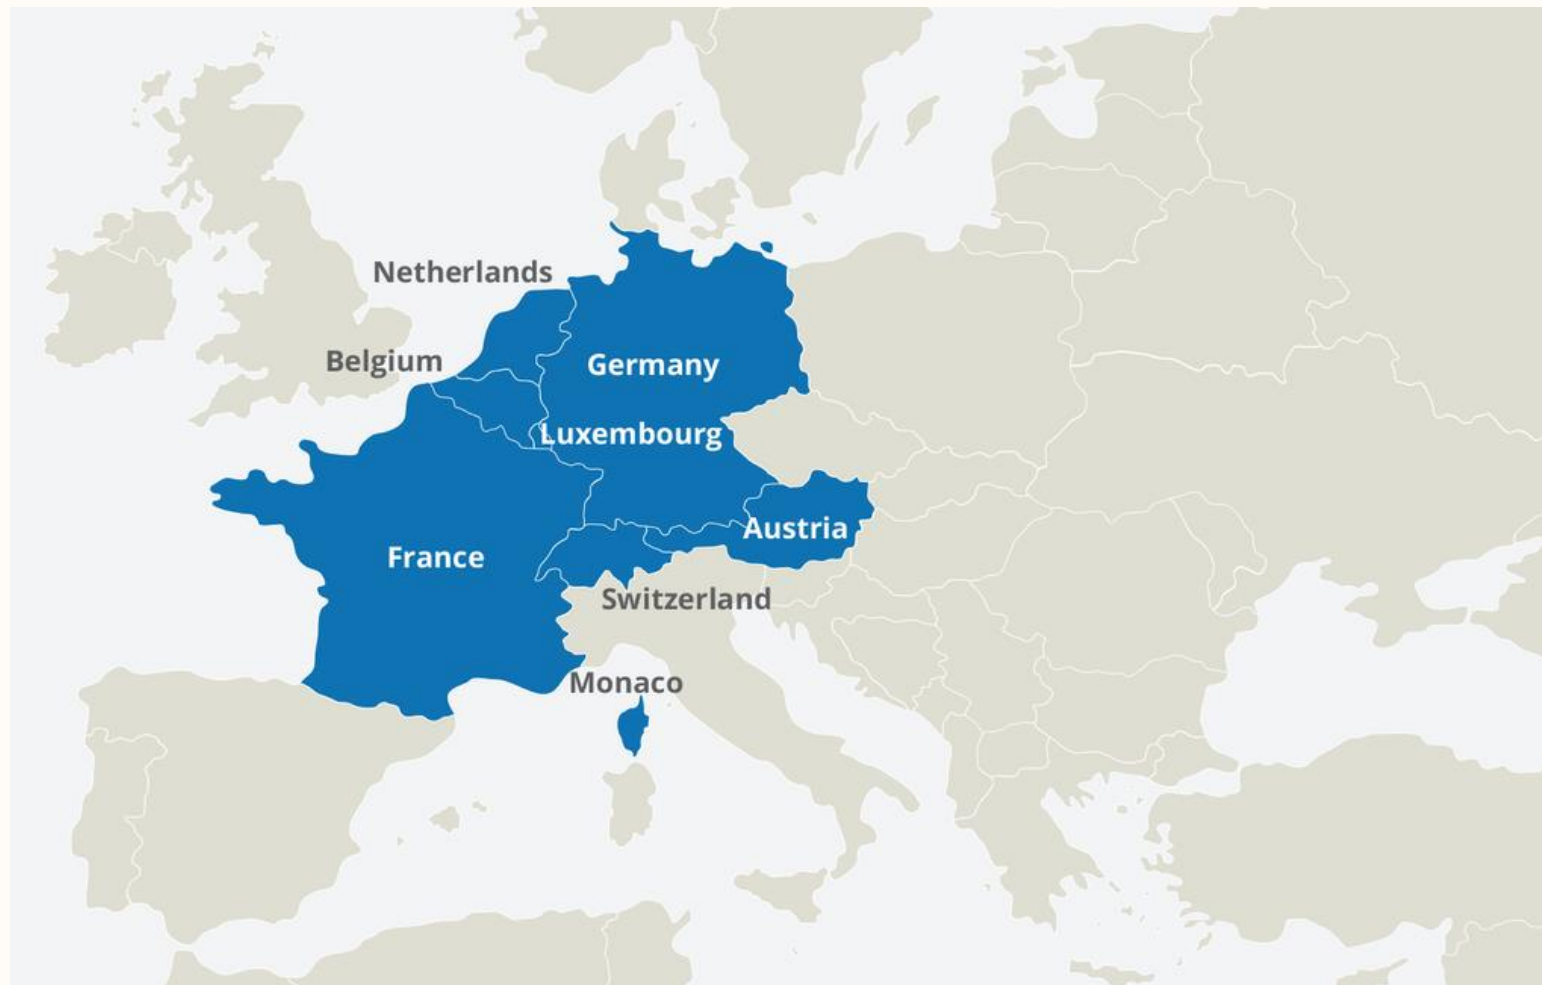 Netherlands
Belgium
Germany
Luxembourg
Austria
France
Switzerland
Monaco